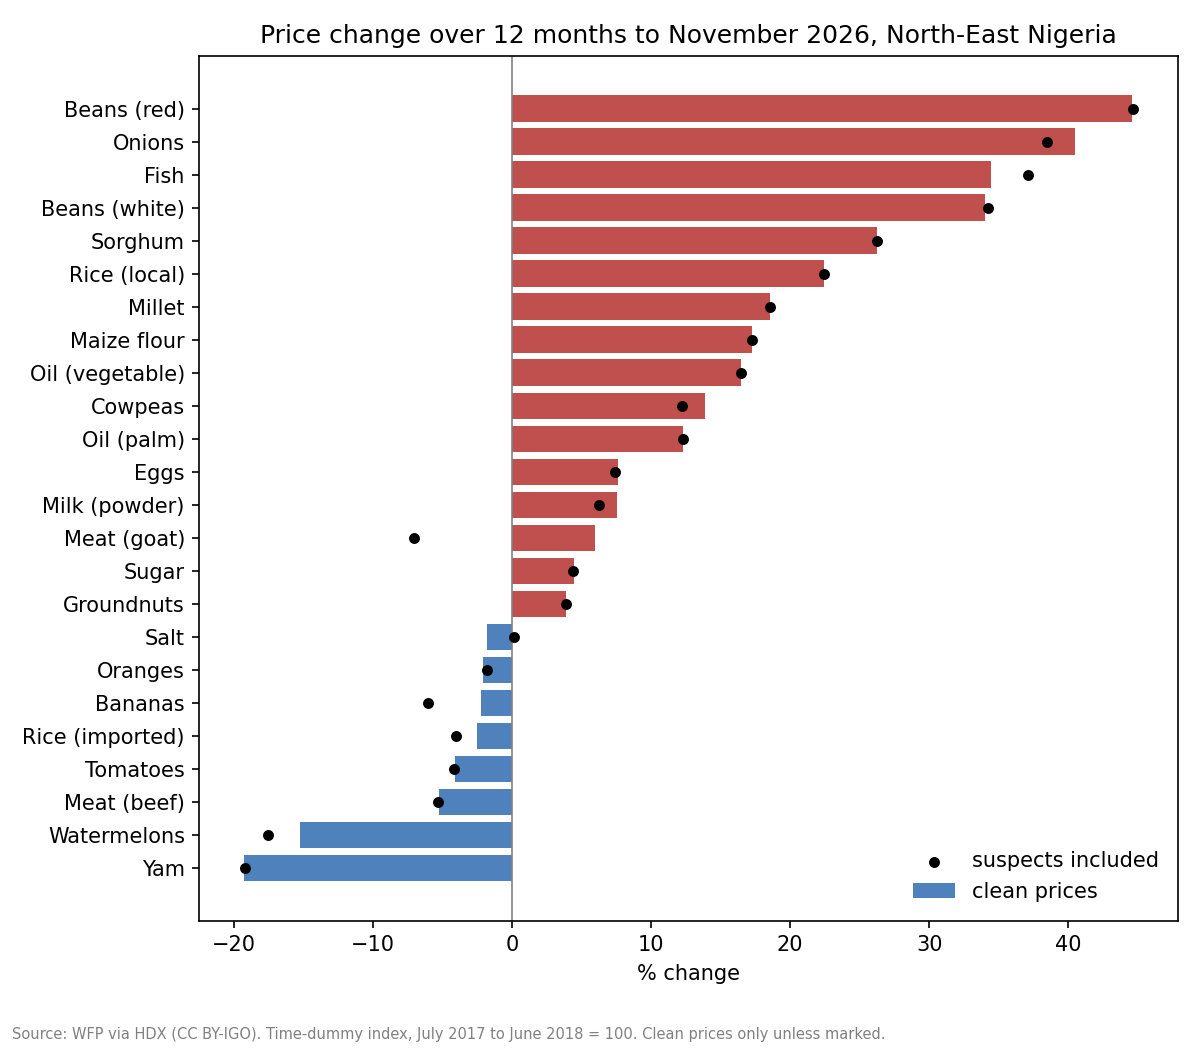 Price change over 12 months to November 2026, North-East Nigeria
Beans (red)
Onions
Fish
Beans (white)
Sorghum
Rice (local)
Millet
Maize flour
Oil (vegetable)
Cowpeas
Oil (palm)
Eggs
Milk (powder)
Meat (goat)
Sugar
Groundnuts
Salt
Oranges
Bananas
Rice (imported)
Tomatoes
Meat (beef)
Watermelons
Yam
suspects included
clean prices
−20 −10 0 10 20 30 40
% change
Source: WFP via HDX (CC BY-IGO). Time-dummy index, July 2017 to June 2018 = 100. Clean prices only unless marked.